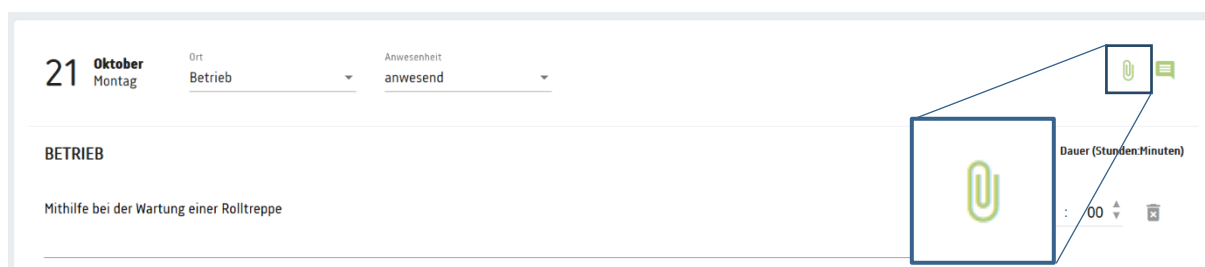 21
Oktober
Montag
Ort
Betrieb
Anwesenheit
anwesend
BETRIEB
Dauer (Stunden:Minuten)
Mithilfe bei der Wartung einer Rolltreppe
: 00